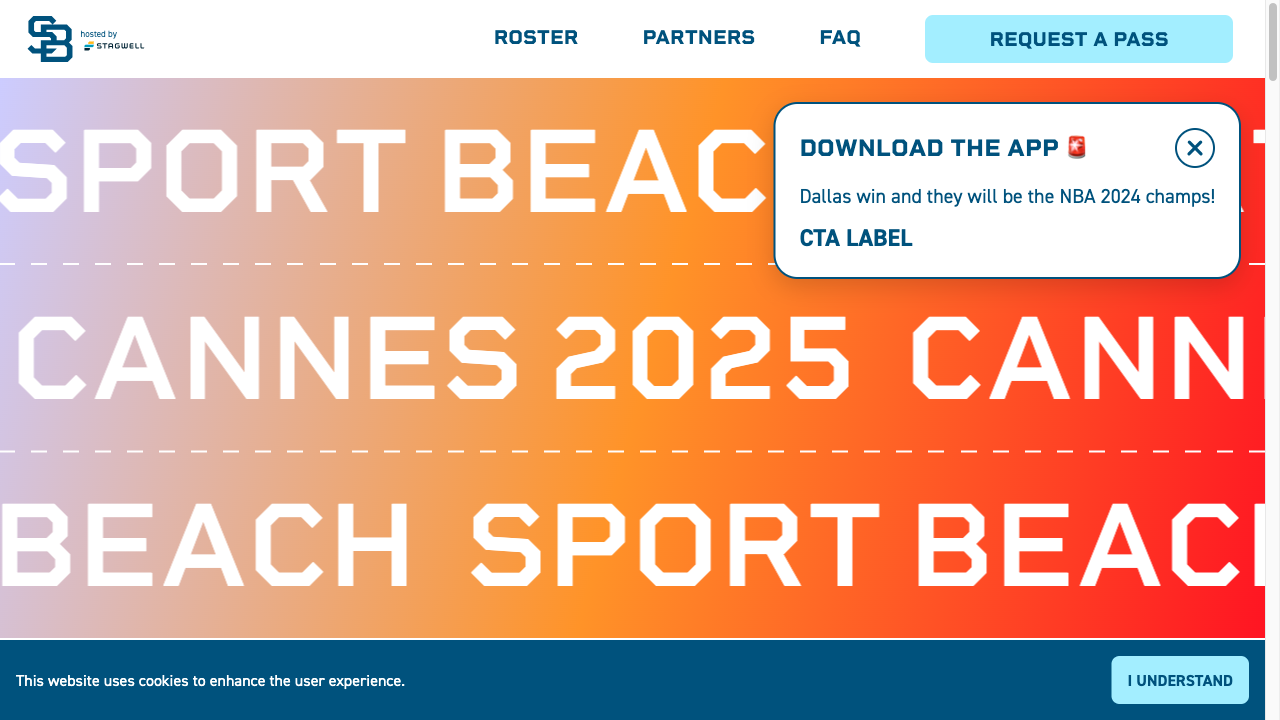 SB
hosted by
STAGWELL
ROSTER
PARTNERS
FAQ
REQUEST A PASS
SPORT BEAC
DOWNLOAD THE APP 🚨
Dallas win and they will be the NBA 2024 champs!
CTA LABEL
CANNES 2025 CANN
BEACH SPORT BEAC
This website uses cookies to enhance the user experience.
I UNDERSTAND